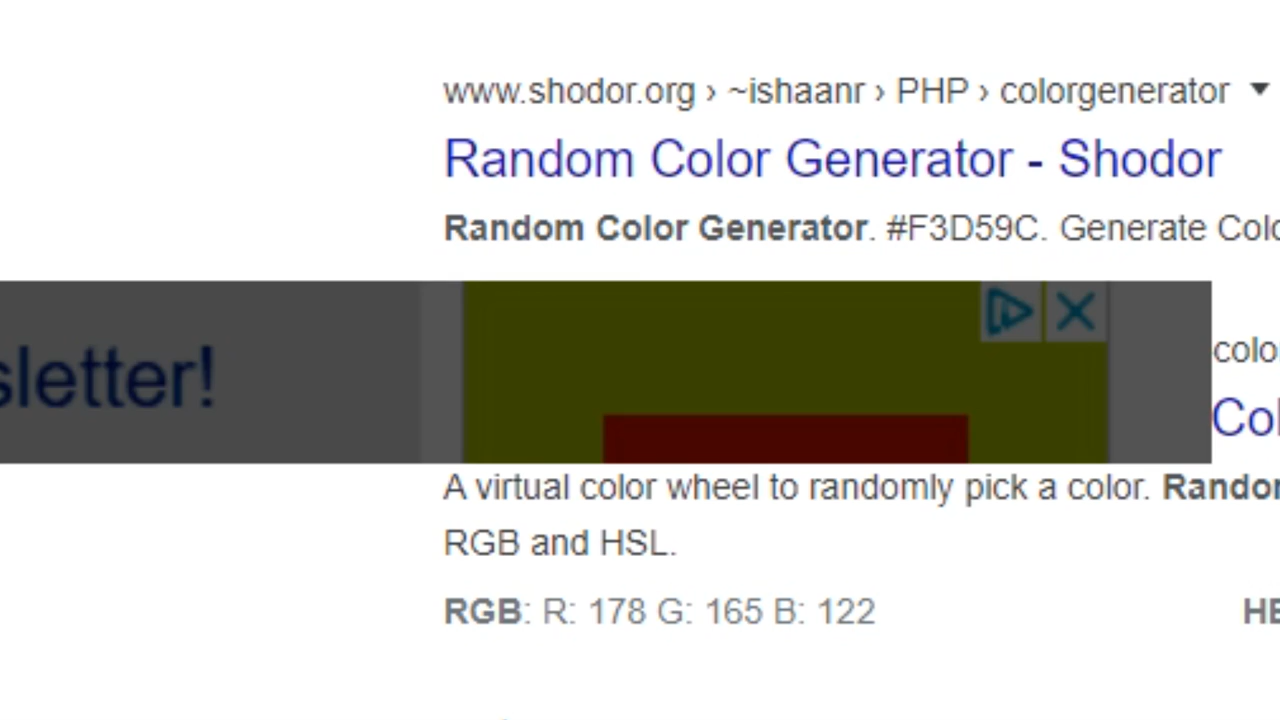 www.shodor.org › ~ishaanr › PHP › colorgenerator
Random Color Generator - Shodor
Random Color Generator. #F3D59C. Generate
sletter!
A virtual color wheel to randomly pick a color.
RGB and HSL.
RGB: R: 178 G: 165 B: 122